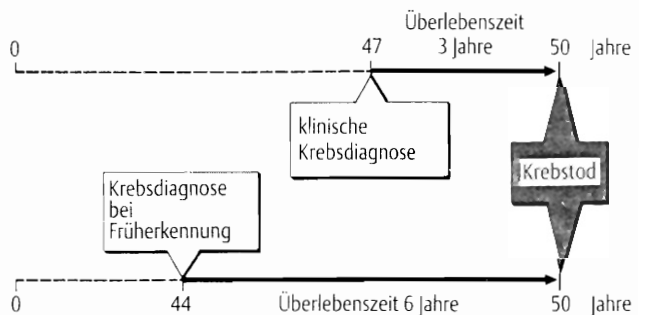 Überlebenszeit
0 47 3 Jahre 50 Jahre
klinische
Krebsdiagnose
Krebstod
Krebsdiagnose
bei
Früherkennung
0 44 Überlebenszeit 6 Jahre 50 Jahre